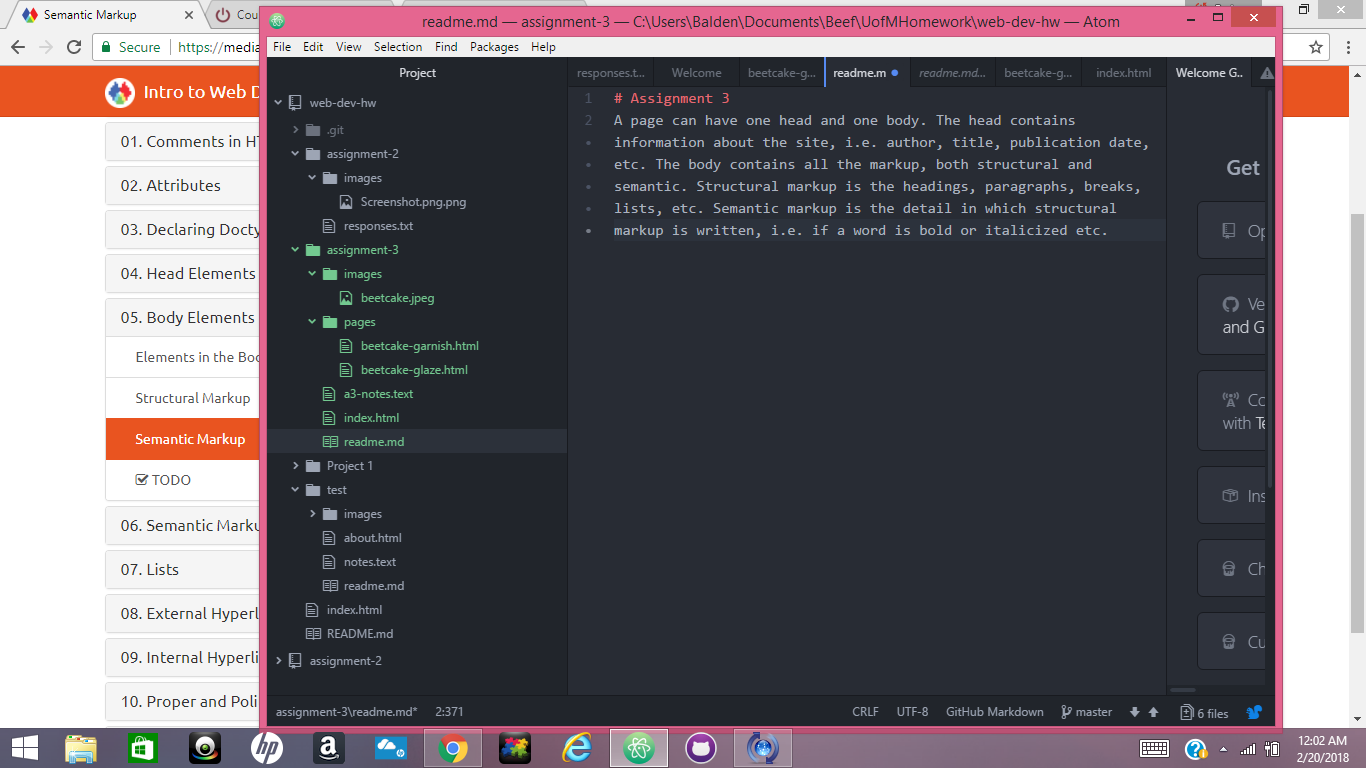 Semantic Markup
Cou
readme.md — assignment-3 — C:\Users\Balden\Documents\Beef\UofMHomework\web-dev-hw — Atom
Secure
https://media
File Edit View Selection Find Packages Help
Intro to Web D
01. Comments in HT
02. Attributes
03. Declaring Docty
04. Head Elements
05. Body Elements
Elements in the Boo
Structural Markup
Semantic Markup
TODO
06. Semantic Marku
07. Lists
08. External Hyperl
09. Internal Hyperli
10. Proper and Poli
Project
web-dev-hw
.git
assignment-2
images
Screenshot.png.png
responses.txt
assignment-3
images
beetcake.jpeg
pages
beetcake-garnish.html
beetcake-glaze.html
a3-notes.text
index.html
readme.md
Project 1
test
images
about.html
notes.text
readme.md
index.html
README.md
assignment-2
responses.t... Welcome beetcake-g... readme.m readme.md... beetcake-g... index.html Welcome G..
1 # Assignment 3
2 A page can have one head and one body. The head contains
information about the site, i.e. author, title, publication date,
etc. The body contains all the markup, both structural and
semantic. Structural markup is the headings, paragraphs, breaks,
lists, etc. Semantic markup is the detail in which structural
markup is written, i.e. if a word is bold or italicized etc.
Get
Op
Ve
and G
Co
with Te
Ins
Ch
Cu
assignment-3\readme.md* 2:371 CRLF UTF-8 GitHub Markdown master 6 files
hp
a
12:02 AM
2/20/2018